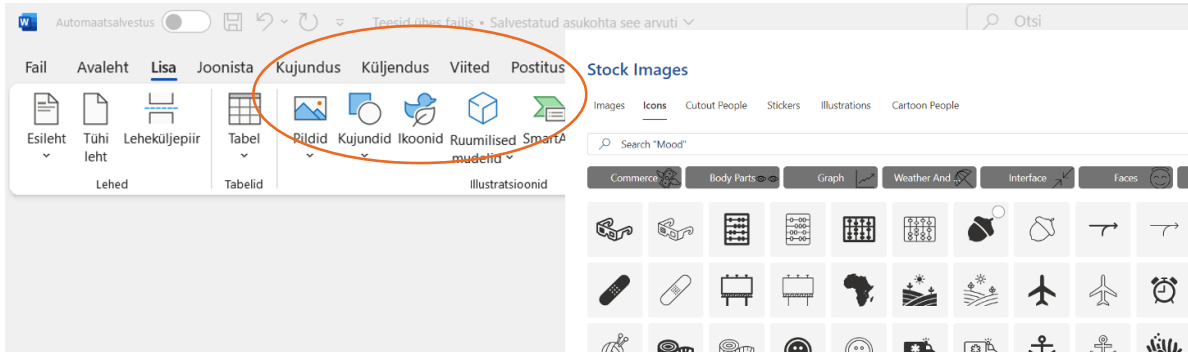 W Automaatsalvestus Teesid ühes failis • Salvestatud asukohta see arvuti Otsi
Fail Avaleht Lisa Joonista Kujundus Küljendus Viited Postitus
Esileht Tühi leht Leheküljepiir Tabel Pildid Kujundid Ikoonid Ruumilised mudelid SmartA
Lehed Tabelid Illustratsioonid
Stock Images
Images Icons Cutout People Stickers Illustrations Cartoon People
Search "Mood"
Commerce Body Parts Graph Weather And ... Interface Faces